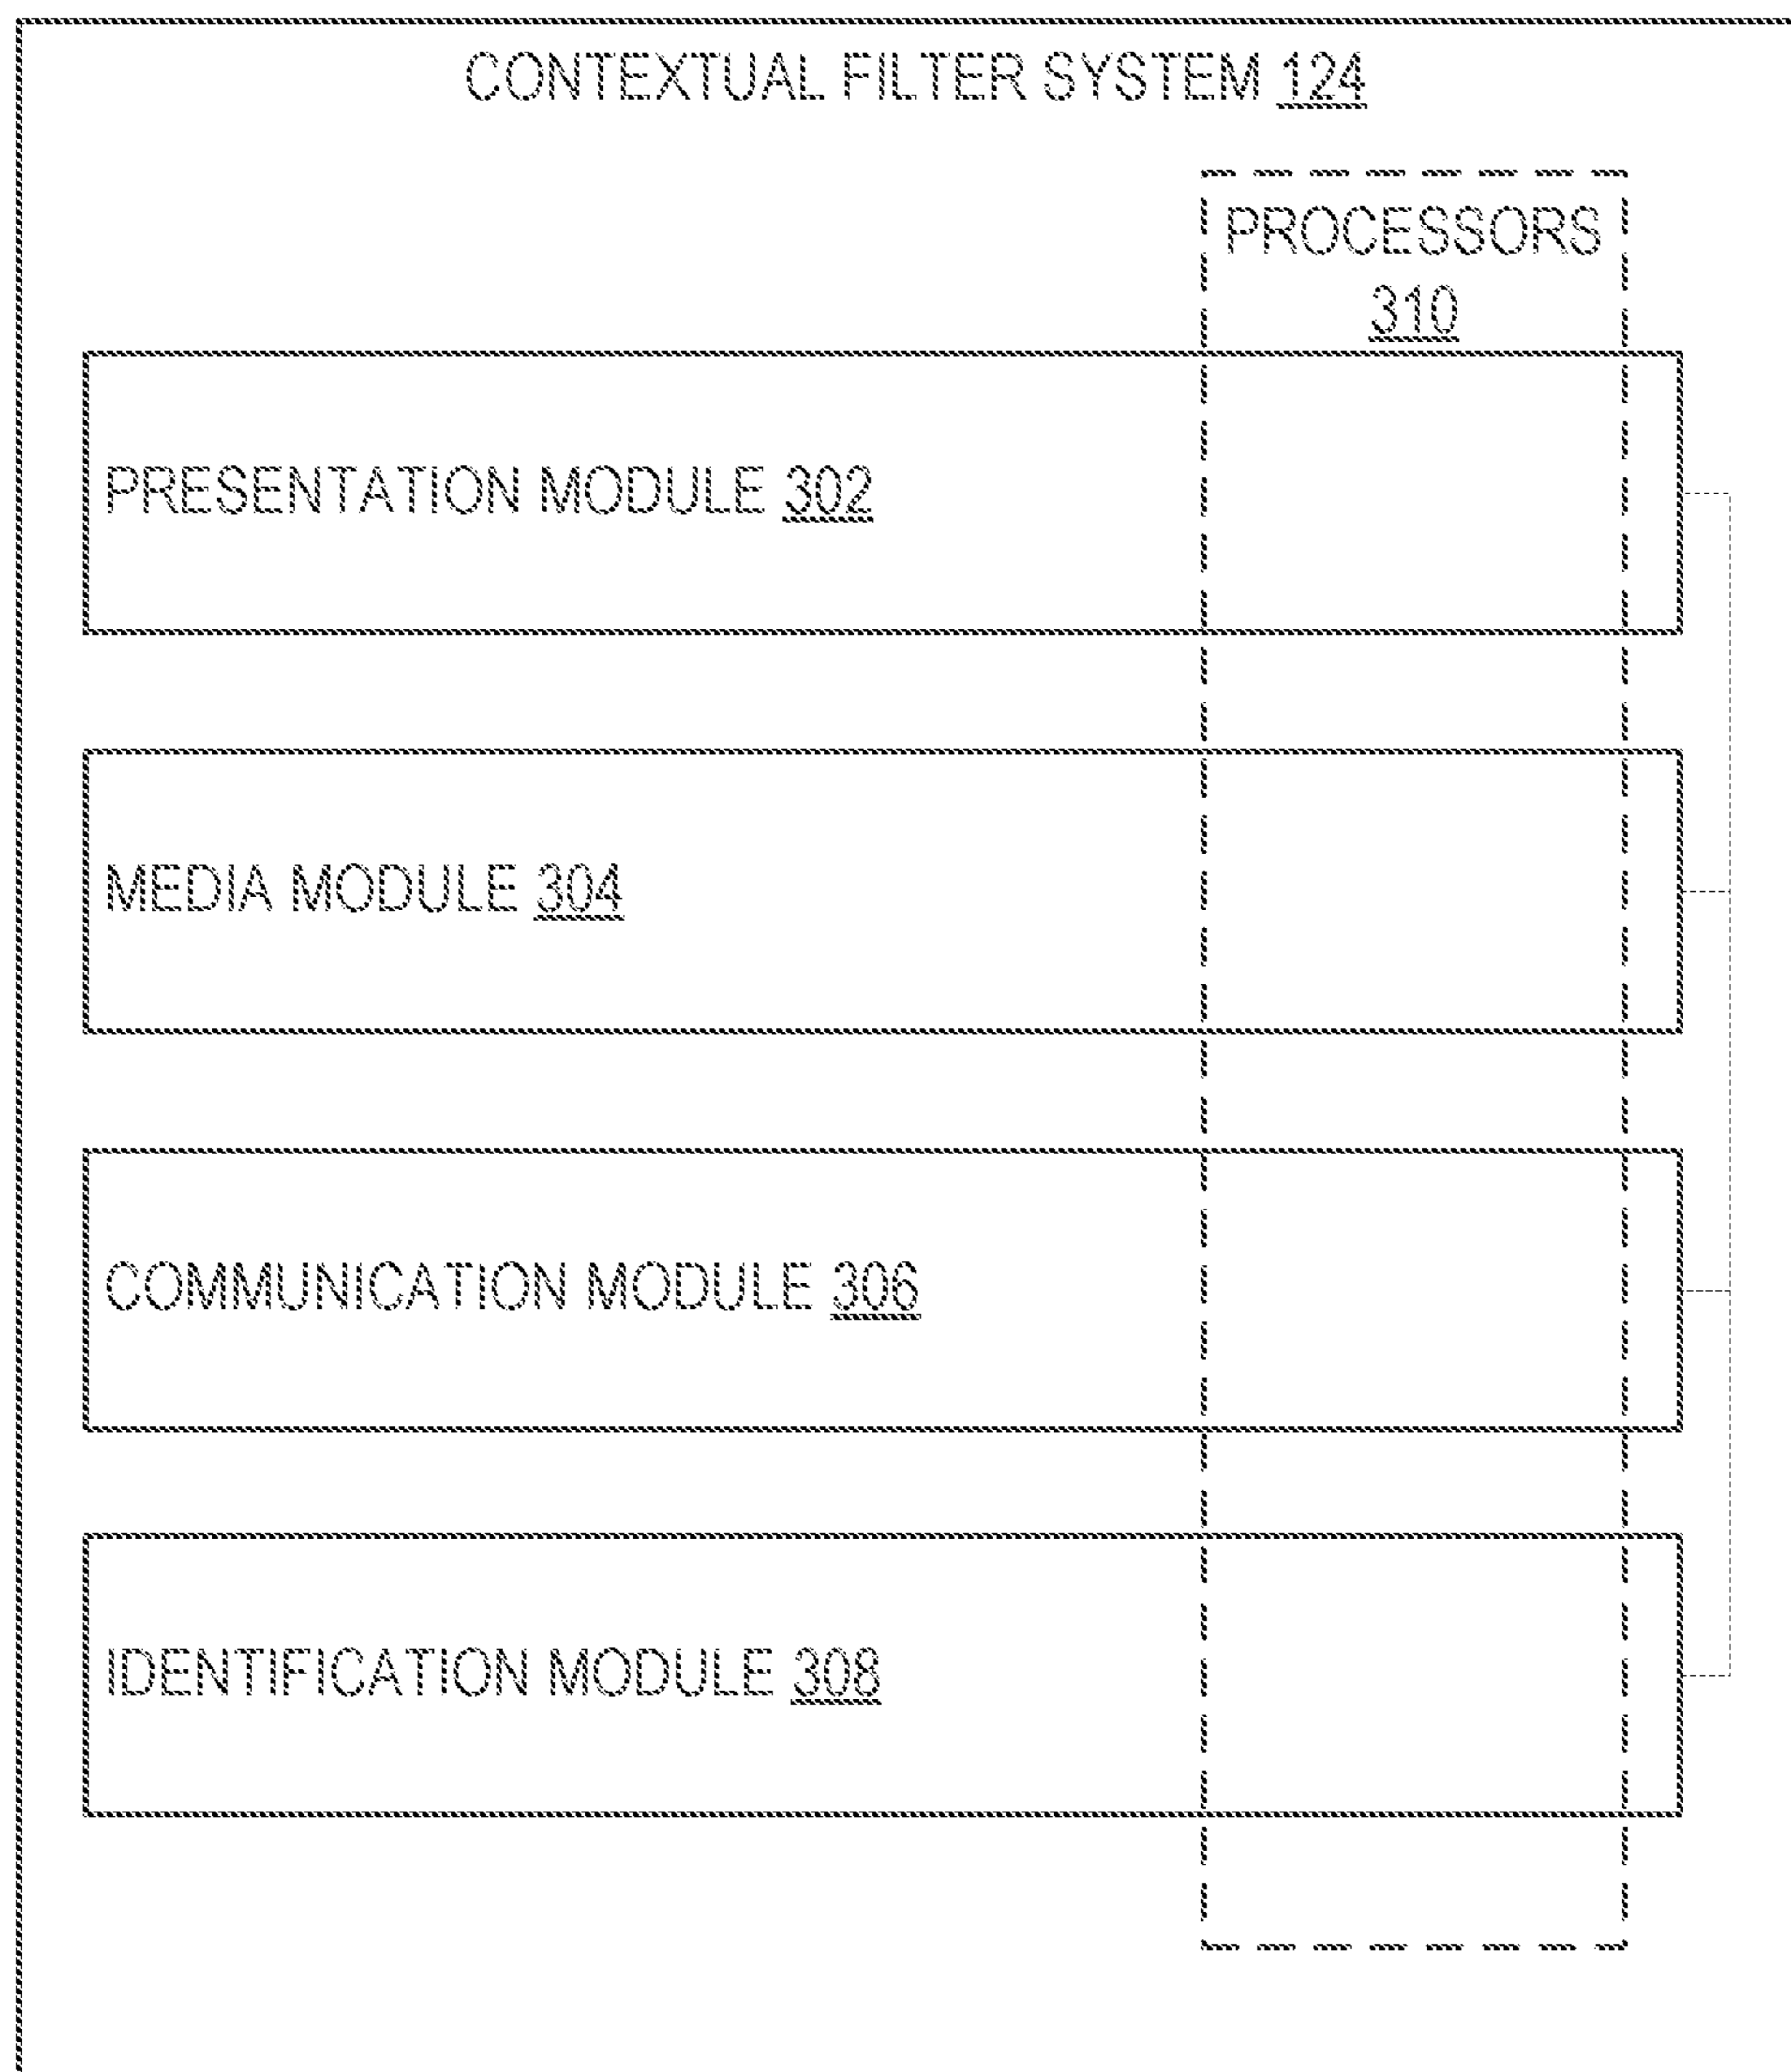 CONTEXTUAL FILTER SYSTEM 124
PROCESSORS
310
PRESENTATION MODULE 302
MEDIA MODULE 304
COMMUNICATION MODULE 306
IDENTIFICATION MODULE 308